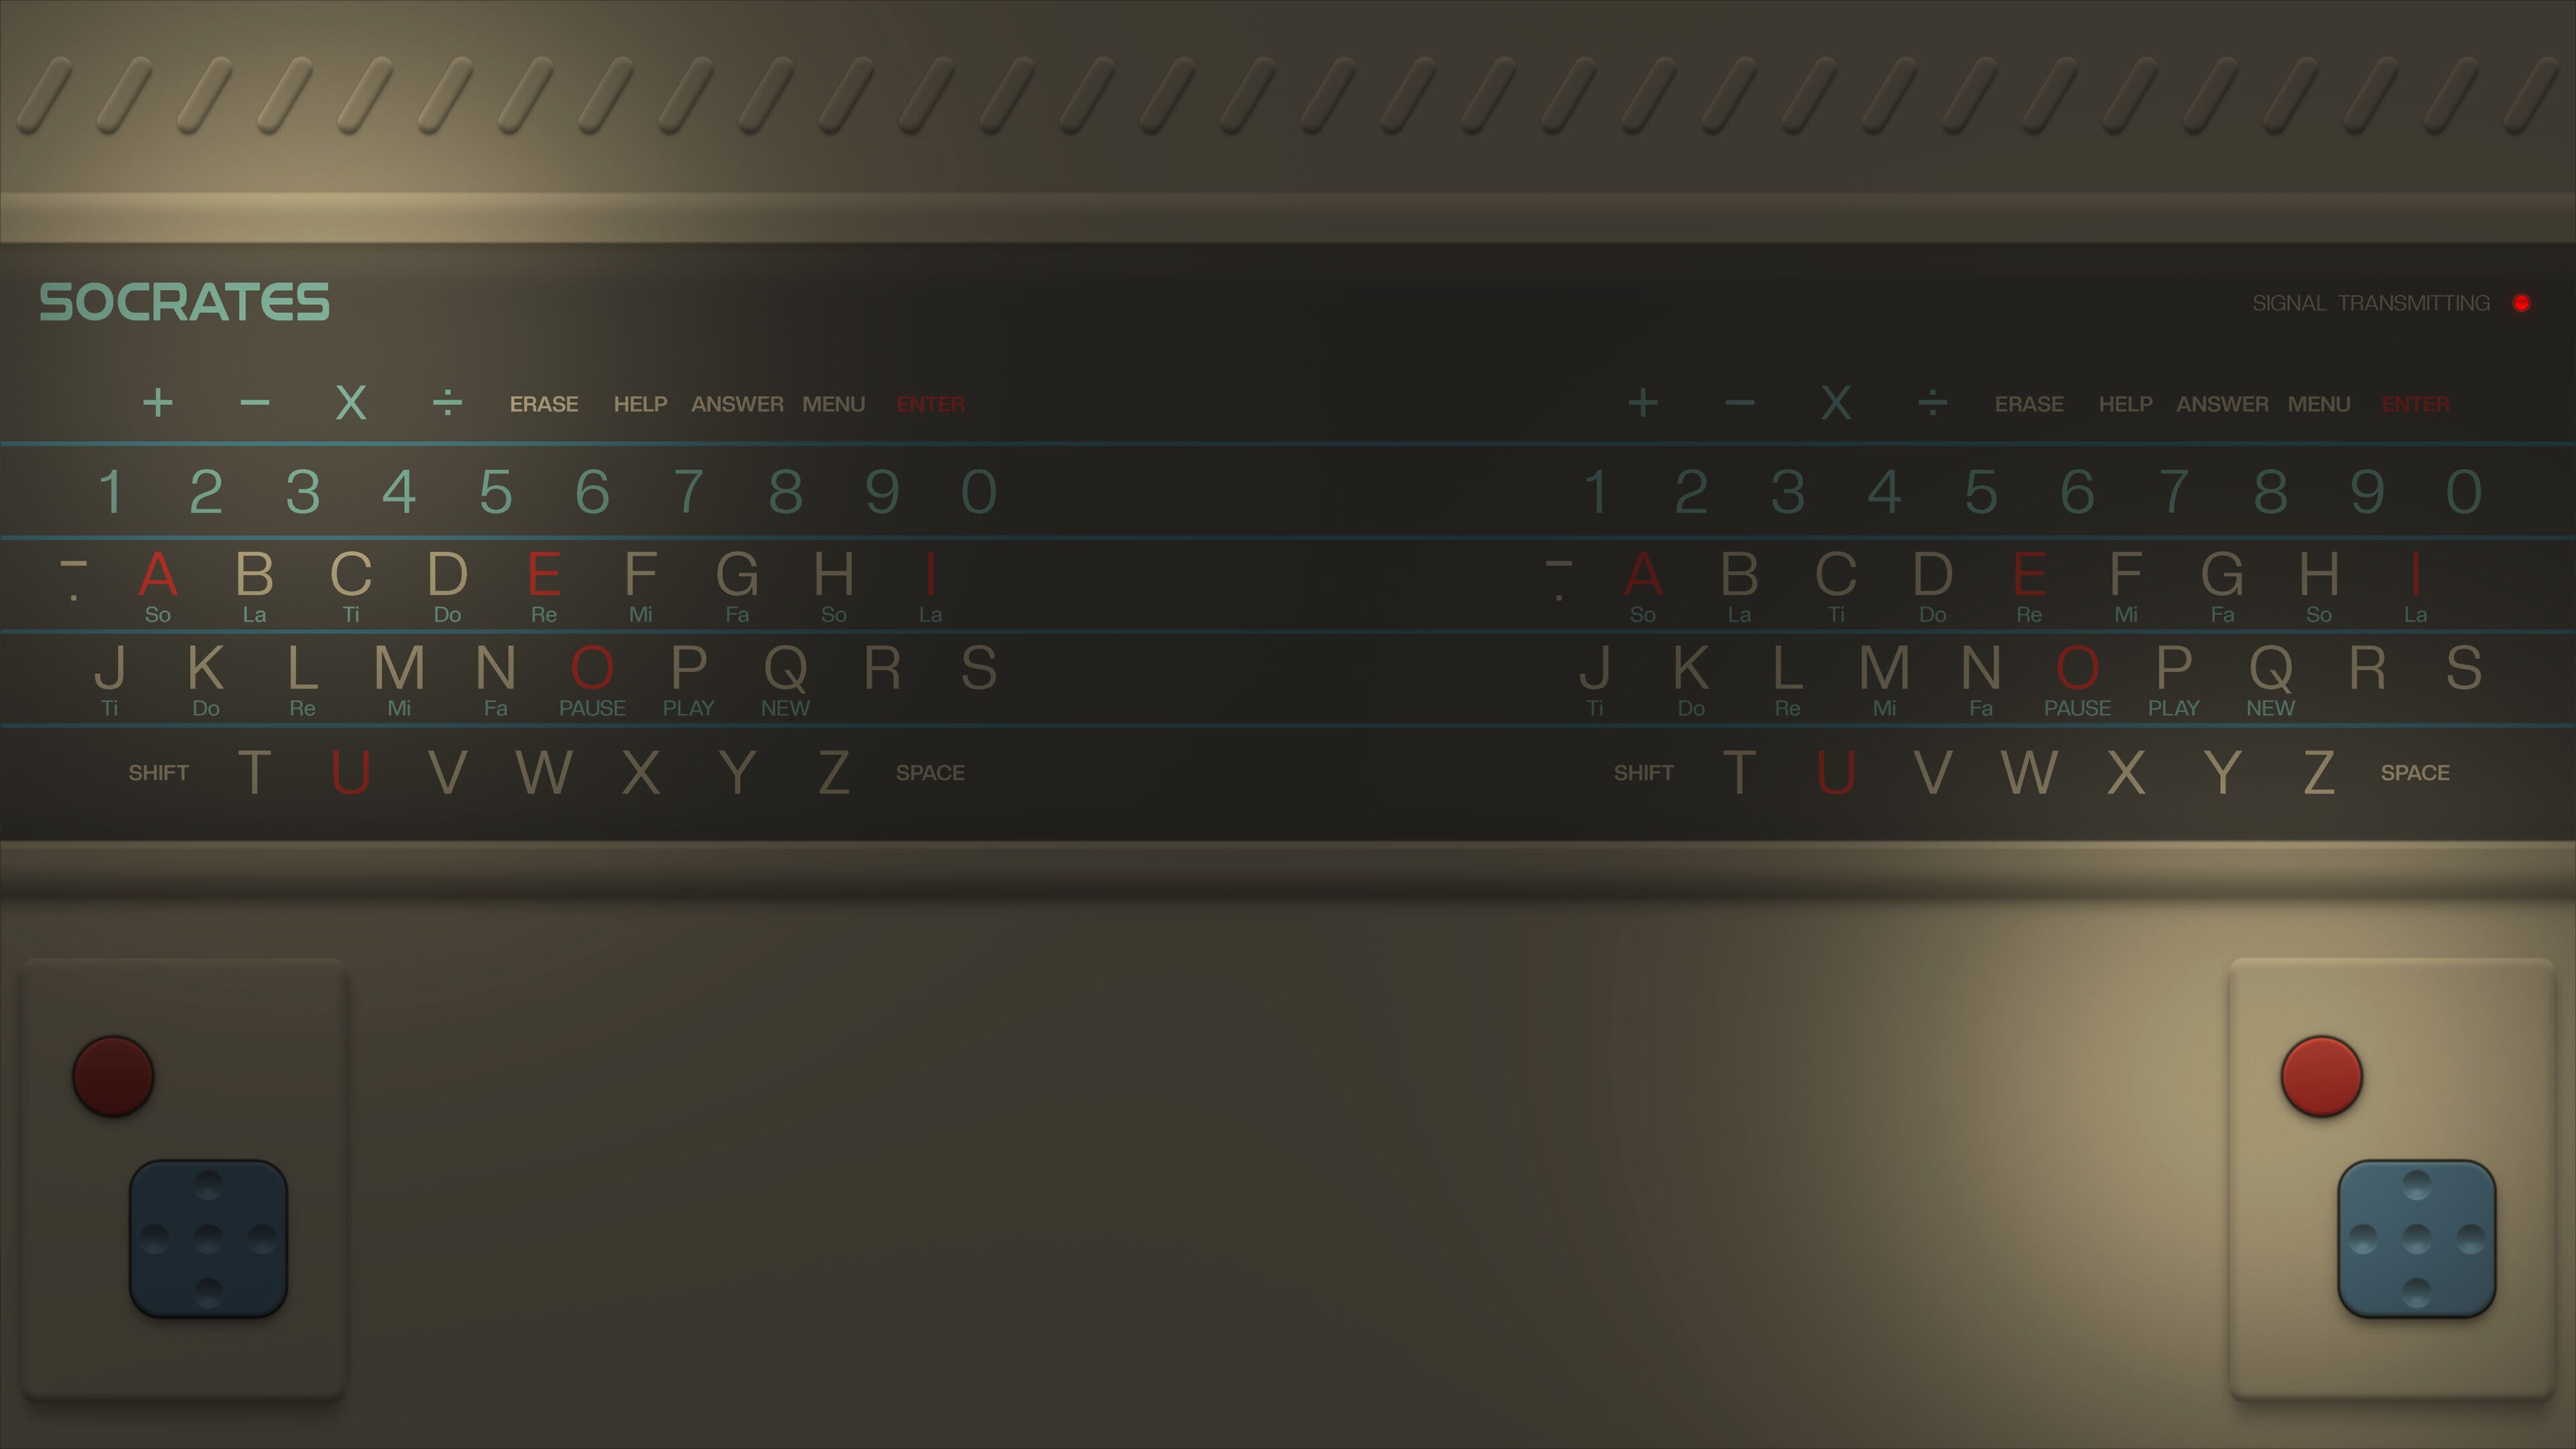 SOCRATES
SIGNAL TRANSMITTING
+ − X ÷ ERASE HELP ANSWER MENU ENTER
+ − X ÷ ERASE HELP ANSWER MENU ENTER
1 2 3 4 5 6 7 8 9 0
1 2 3 4 5 6 7 8 9 0
– . A B C D E F G H I
So La Ti Do Re Mi Fa So La
– . A B C D E F G H I
So La Ti Do Re Mi Fa So La
J K L M N O P Q R S
Ti Do Re Mi Fa PAUSE PLAY NEW
J K L M N O P Q R S
Ti Do Re Mi Fa PAUSE PLAY NEW
SHIFT T U V W X Y Z SPACE
SHIFT T U V W X Y Z SPACE